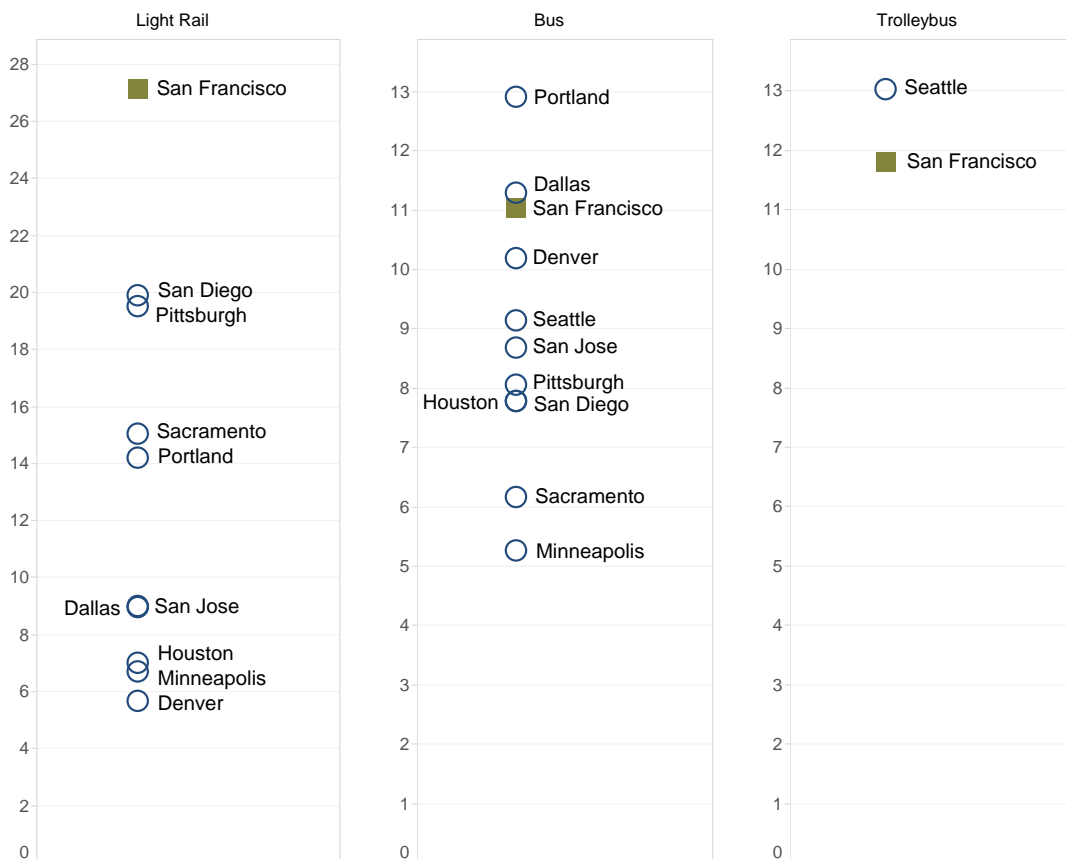 Light Rail
28
26
24
22
20
18
16
14
12
10
8
6
4
2
0
San Francisco
San Diego
Pittsburgh
Sacramento
Portland
Dallas
San Jose
Houston
Minneapolis
Denver
Bus
13
12
11
10
9
8
7
6
5
4
3
2
1
0
Portland
Dallas
San Francisco
Denver
Seattle
San Jose
Pittsburgh
Houston
San Diego
Sacramento
Minneapolis
Trolleybus
13
12
11
10
9
8
7
6
5
4
3
2
1
0
Seattle
San Francisco